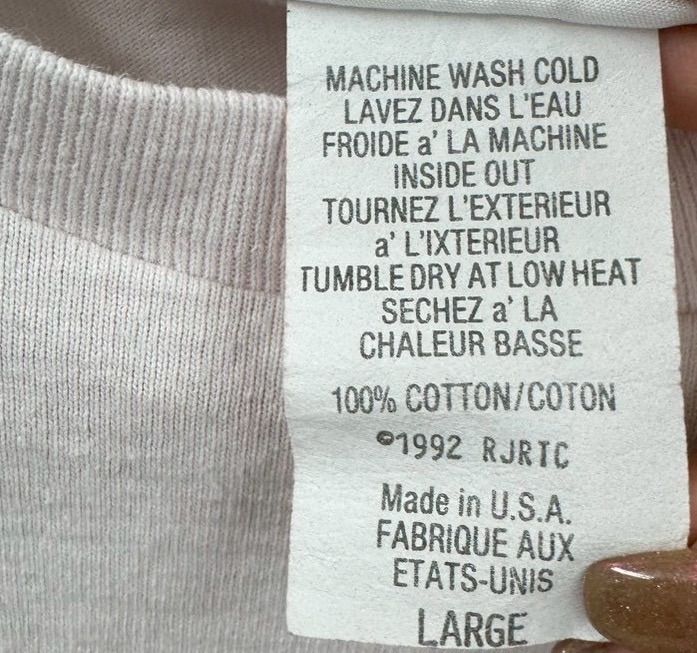 MACHINE WASH COLD
LAVEZ DANS L'EAU
FROIDE a' LA MACHINE
INSIDE OUT
TOURNEZ L'EXTERIEUR
a' L'IXTERIEUR
TUMBLE DRY AT LOW HEAT
SECHEZ a' LA
CHALEUR BASSE
100% COTTON/COTON
©1992 RJRTC
Made in U.S.A.
FABRIQUE AUX
ETATS-UNIS
LARGE